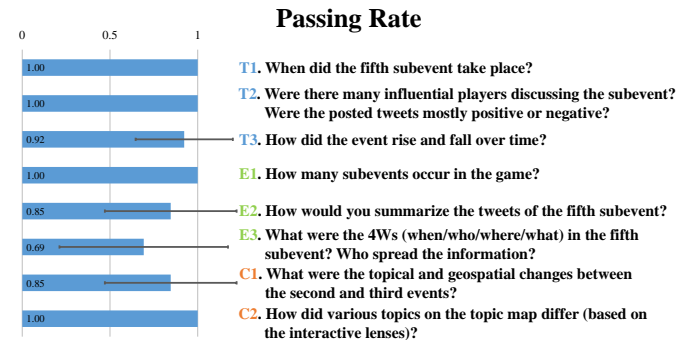 Passing Rate
0 0.5 1
1.00 T1. When did the fifth subevent take place?
1.00 T2. Were there many influential players discussing the subevent?
Were the posted tweets mostly positive or negative?
0.92 T3. How did the event rise and fall over time?
1.00 E1. How many subevents occur in the game?
0.85 E2. How would you summarize the tweets of the fifth subevent?
0.69 E3. What were the 4Ws (when/who/where/what) in the fifth
subevent? Who spread the information?
0.85 C1. What were the topical and geospatial changes between
the second and third events?
1.00 C2. How did various topics on the topic map differ (based on
the interactive lenses)?